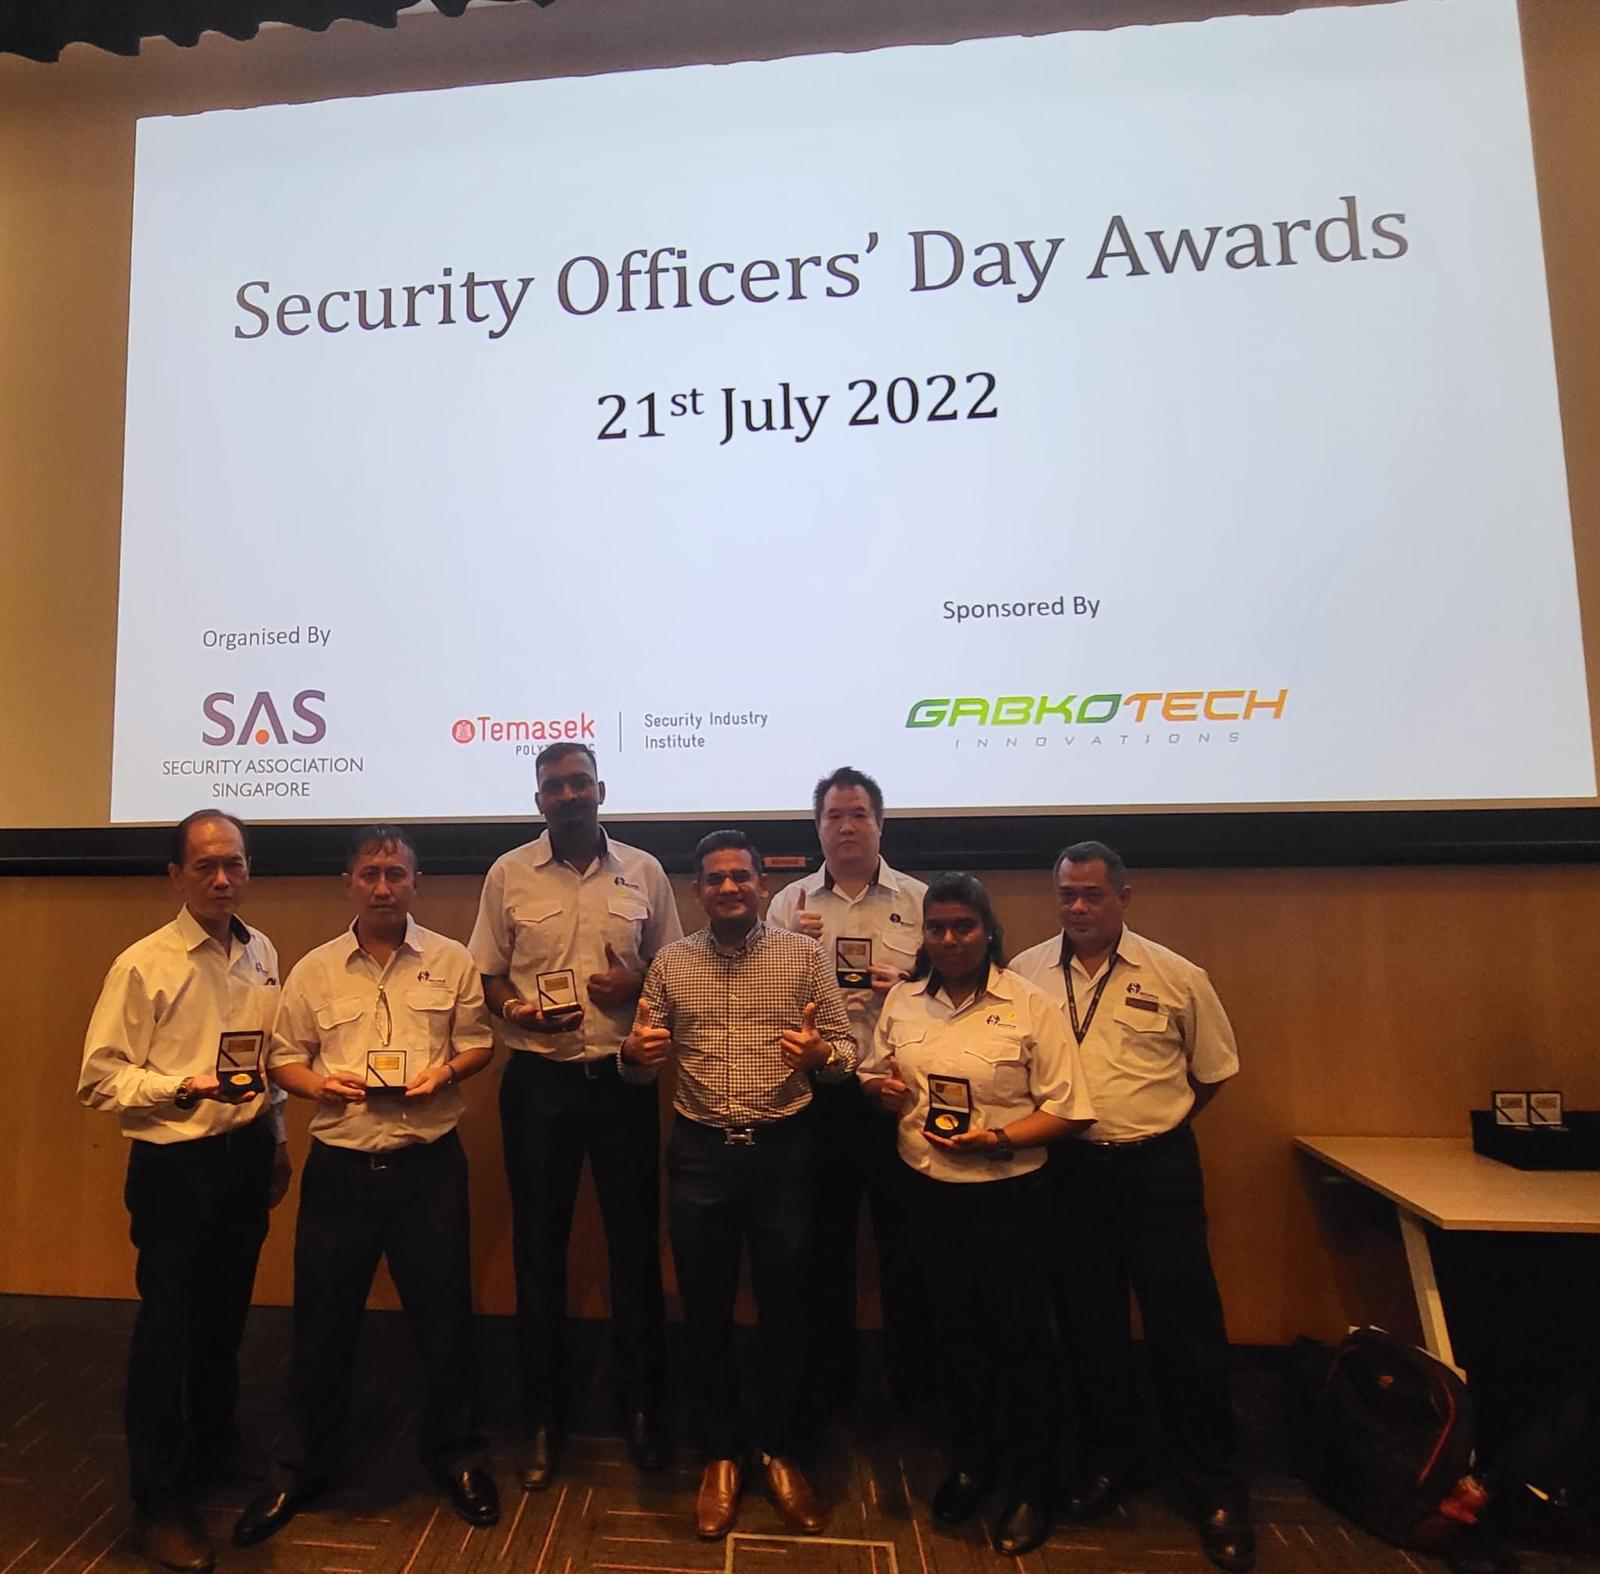 Security Officers' Day Awards
21st July 2022
Organised By
Sponsored By
SAS
SECURITY ASSOCIATION
SINGAPORE
Temasek
Security Industry
Institute
GABKOTECH
INNOVATIONS